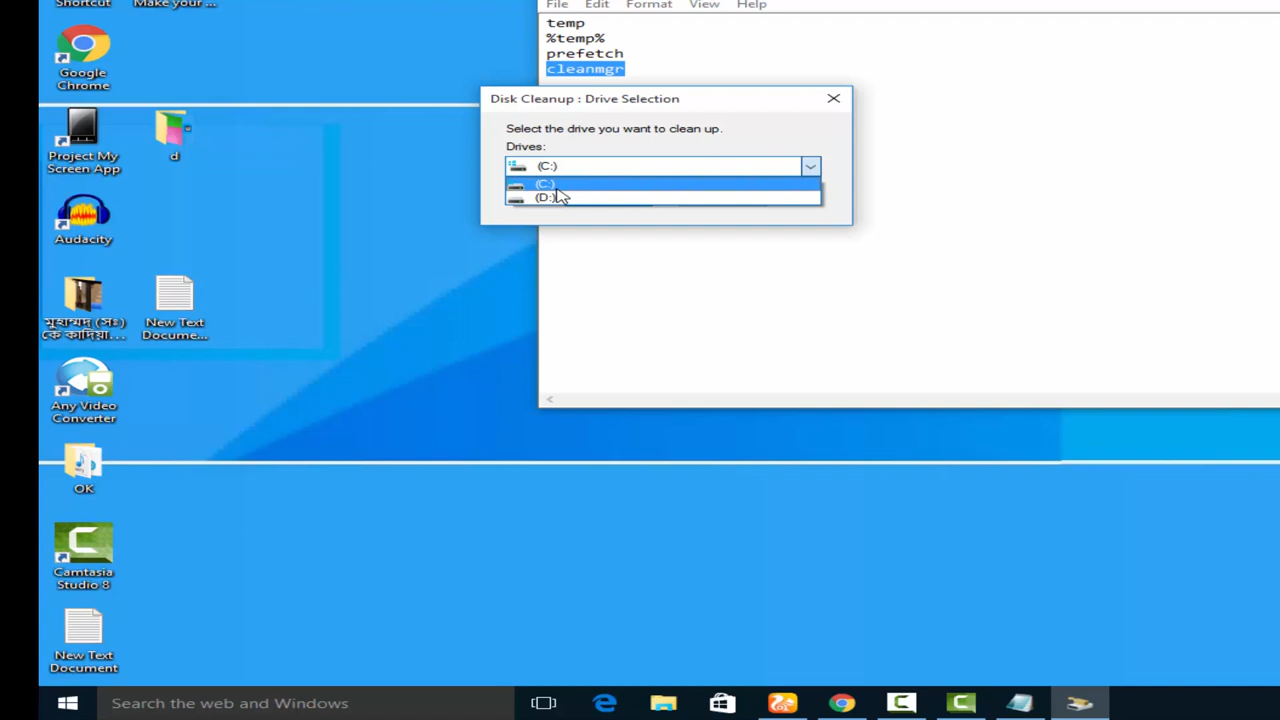 Shortcut
Make your ...
File Edit Format View Help
temp
%temp%
prefetch
cleanmgr
Disk Cleanup : Drive Selection
Select the drive you want to clean up.
Drives:
(C:)
(C:)
(D:)
Google
Chrome
Project My
Screen App
d
Audacity
মুহাম্মদ (সঃ)
কে কাদিয়া...
New Text
Docume...
Any Video
Converter
OK
Camtasia
Studio 8
New Text
Document
Search the web and Windows